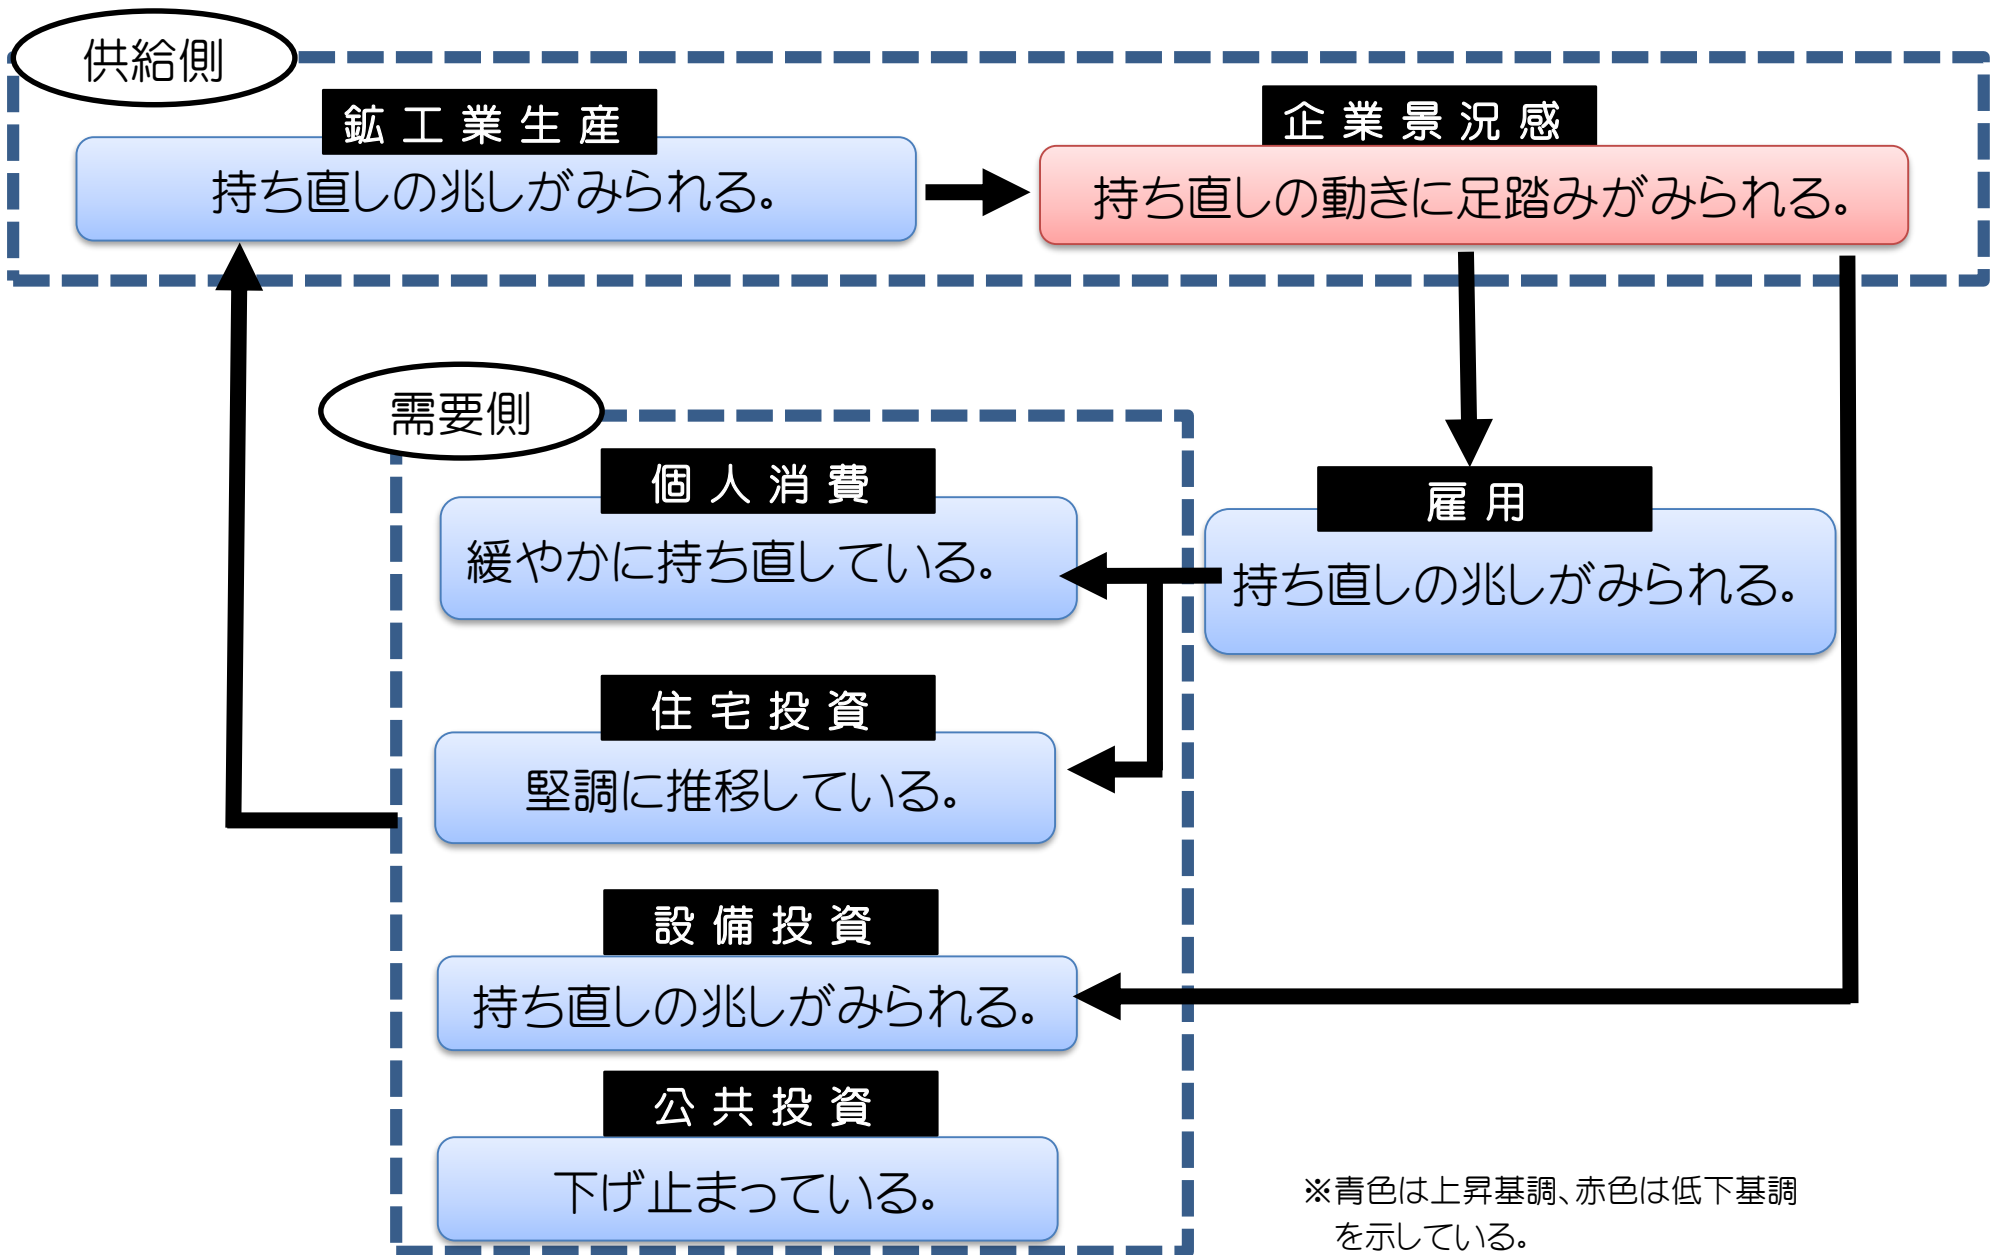 供給側
鉱工業生産
持ち直しの兆しがみられる。
企業景況感
持ち直しの動きに足踏みがみられる。
需要側
個人消費
緩やかに持ち直している。
雇用
持ち直しの兆しがみられる。
住宅投資
堅調に推移している。
設備投資
持ち直しの兆しがみられる。
公共投資
下げ止まっている。
※青色は上昇基調、赤色は低下基調
を示している。